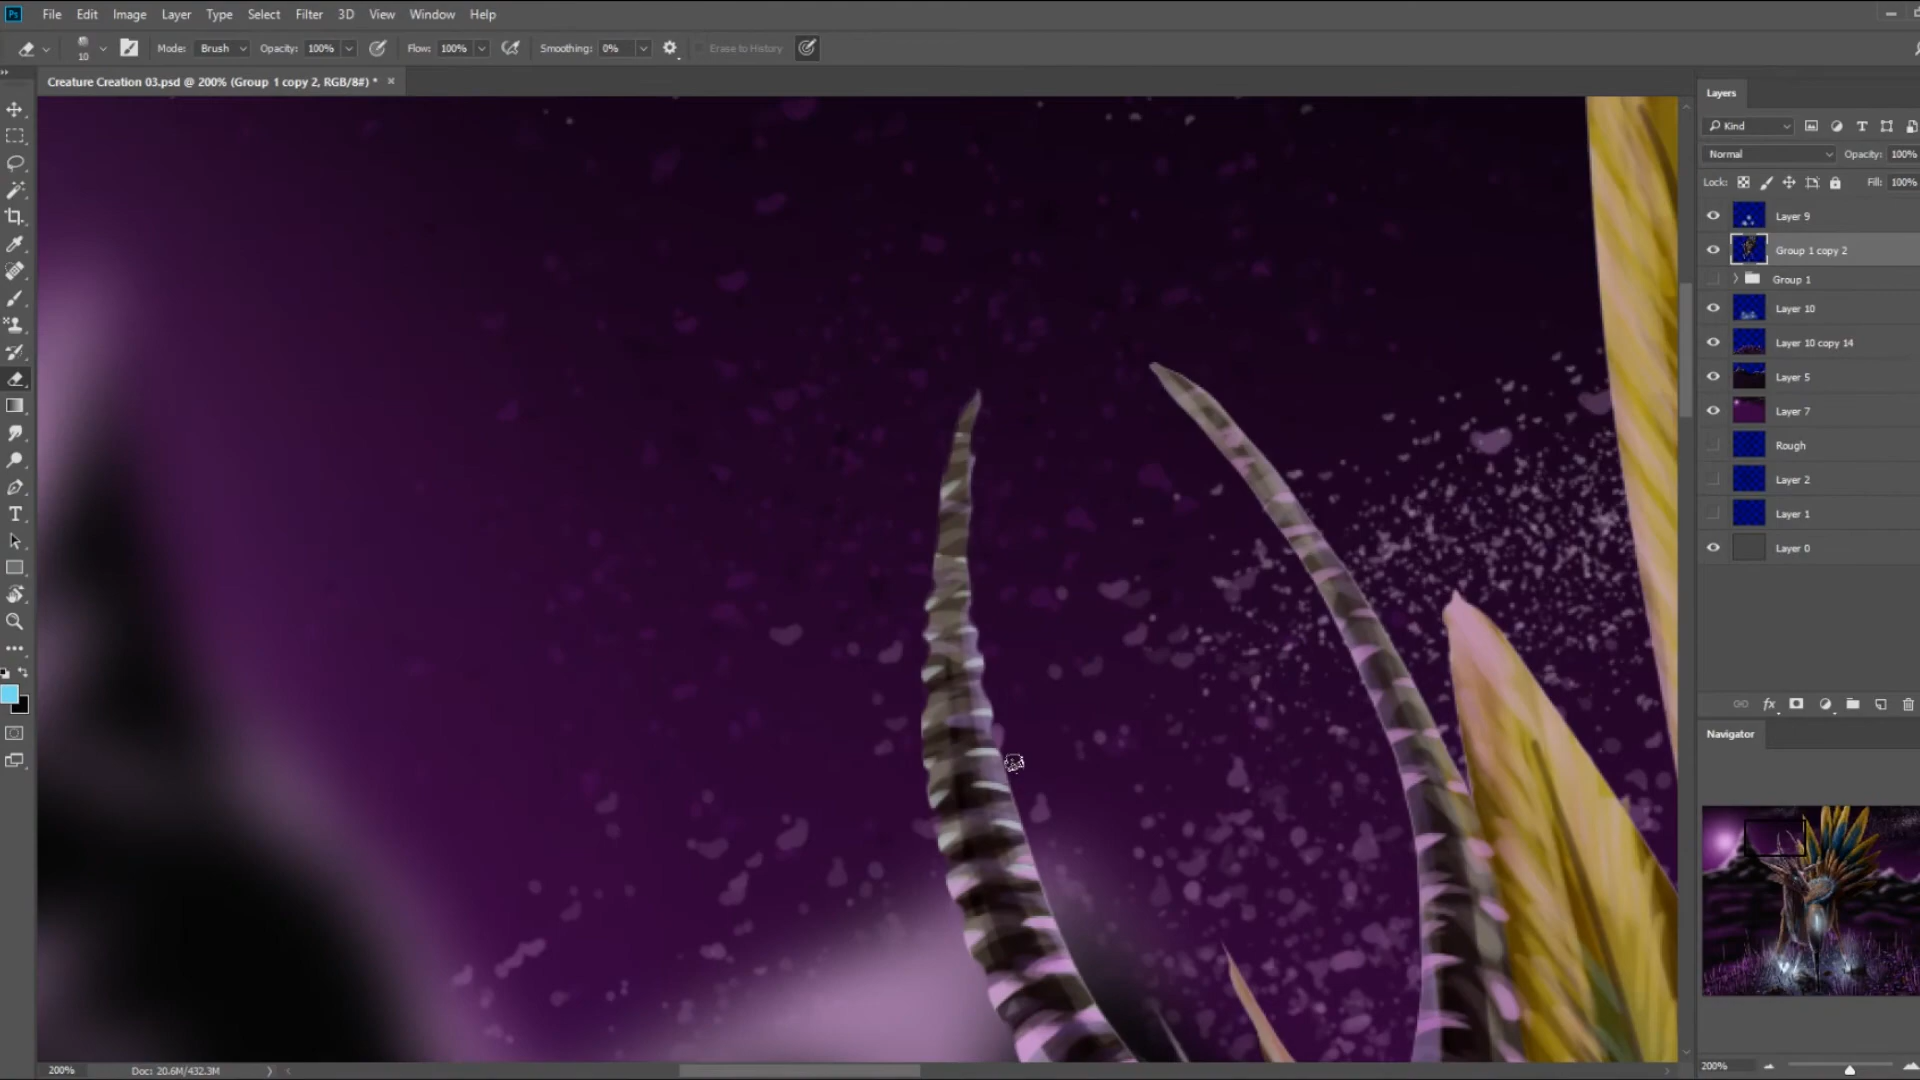 Ps File Edit Image Layer Type Select Filter 3D View Window Help
10 Mode: Brush Opacity: 100% Flow: 100% Smoothing: 0% Erase to History
Creature Creation 03.psd @ 200% (Group 1 copy 2, RGB/8#) * ×
Layers
Kind
Normal Opacity: 100%
Lock: Fill: 100%
Layer 9
Group 1 copy 2
Group 1
Layer 10
Layer 10 copy 14
Layer 5
Layer 7
Rough
Layer 2
Layer 1
Layer 0
fx
Navigator
200%
200% Doc: 20.6M/432.3M